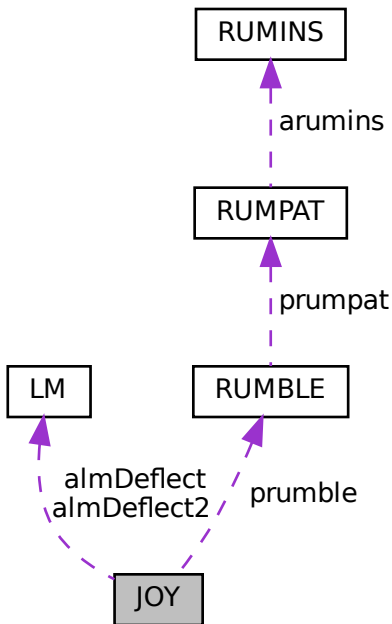 RUMINS
arumins
RUMPAT
prumpat
LM
RUMBLE
almDeflect
almDeflect2
prumble
JOY